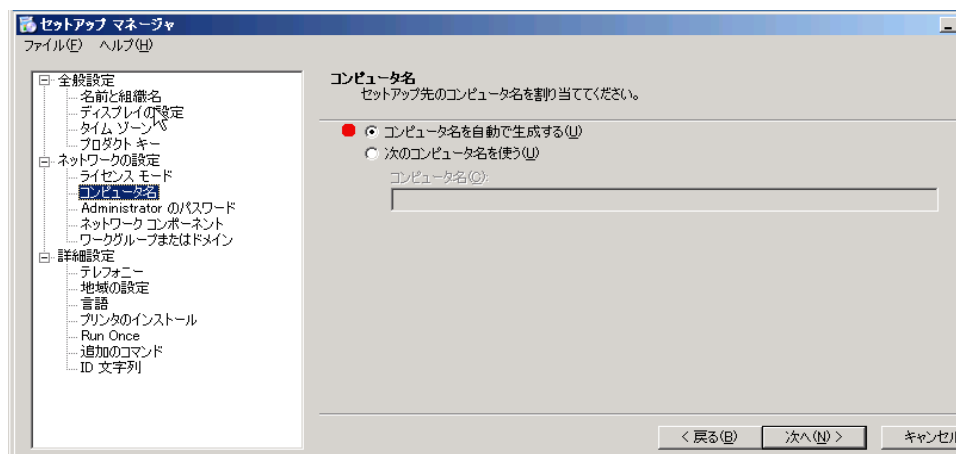 セットアップ マネージャ
ファイル(F) ヘルプ(H)
全般設定
名前と組織名
ディスプレイの設定
タイム ゾーン
プロダクト キー
ネットワークの設定
ライセンス モード
コンピュータ名
Administrator のパスワード
ネットワーク コンポーネント
ワークグループまたはドメイン
詳細設定
テレフォニー
地域の設定
言語
プリンタのインストール
Run Once
追加のコマンド
ID 文字列
コンピュータ名
セットアップ先のコンピュータ名を割り当ててください。
コンピュータ名を自動で生成する(U)
次のコンピュータ名を使う(U)
コンピュータ名(C):
< 戻る(B) 次へ(N) > キャンセル